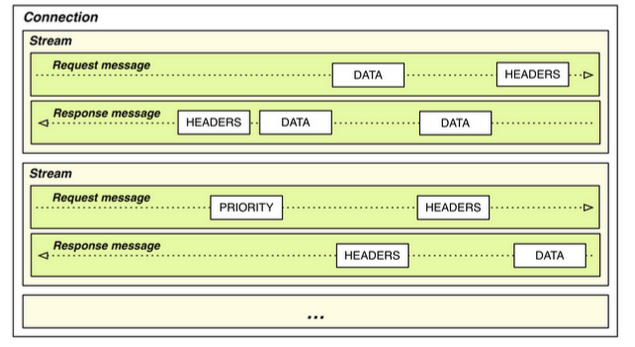 Connection
Stream
Request message
DATA HEADERS
Response message
HEADERS DATA DATA
Stream
Request message
PRIORITY HEADERS
Response message
HEADERS DATA
...